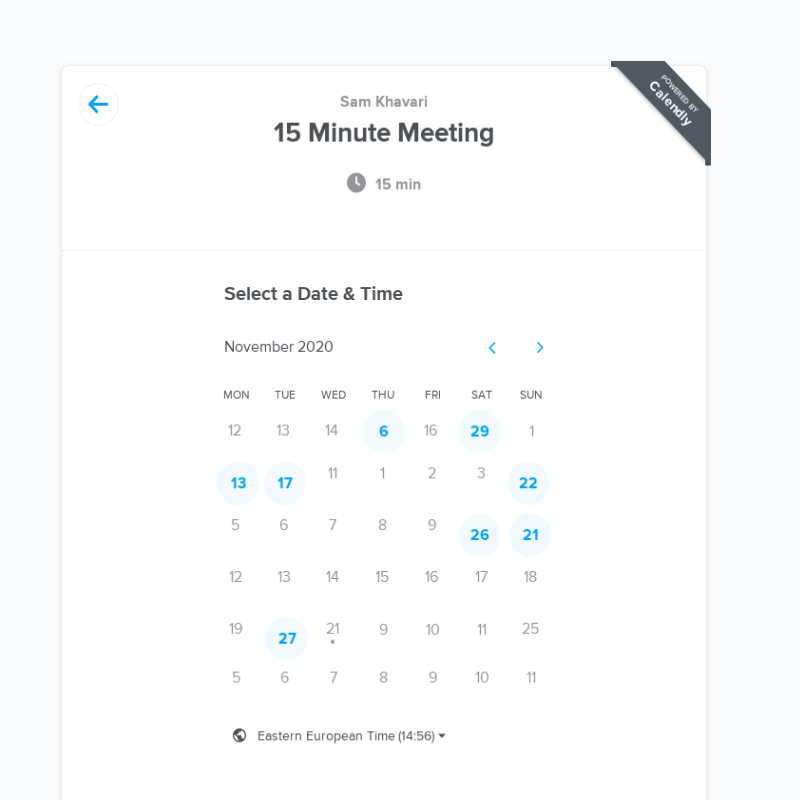 POWERED BY
Calendly
Sam Khavari
15 Minute Meeting
15 min
Select a Date & Time
November 2020
MON TUE WED THU FRI SAT SUN
12 13 14 6 16 29 1
13 17 11 1 2 3 22
5 6 7 8 9 26 21
12 13 14 15 16 17 18
19 27 21 9 10 11 25
5 6 7 8 9 10 11
Eastern European Time (14:56)